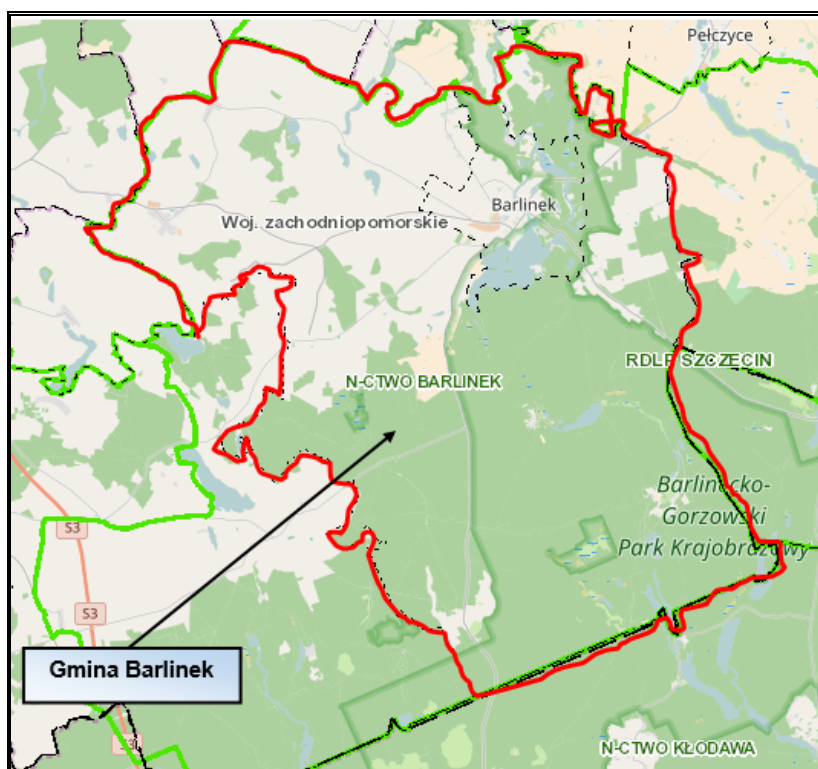 Pełczyce
Barlinek
Woj. zachodniopomorskie
RDLP SZCZECIN
N-CTWO BARLINEK
Barlinecko-
Gorzowski
Park Krajobrazowy
S3
S3
Gmina Barlinek
S3
N-CTWO KŁODAWA